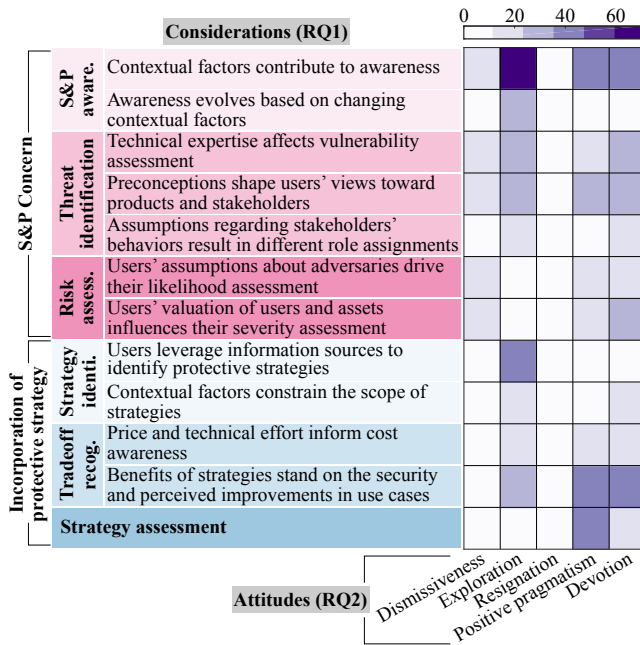 0 20 40 60
Considerations (RQ1)
S&P Concern
S&P
aware.
Contextual factors contribute to awareness
Awareness evolves based on changing
contextual factors
Threat
identification
Technical expertise affects vulnerability
assessment
Preconceptions shape users' views toward
products and stakeholders
Assumptions regarding stakeholders'
behaviors result in different role assignments
Risk
assess.
Users' assumptions about adversaries drive
their likelihood assessment
Users' valuation of users and assets
influences their severity assessment
Incorporation of
protective strategy
Strategy
identi.
Users leverage information sources to
identify protective strategies
Contextual factors constrain the scope of
strategies
Tradeoff
recog.
Price and technical effort inform cost
awareness
Benefits of strategies stand on the security
and perceived improvements in use cases
Strategy assessment
Attitudes (RQ2)
Dismissiveness
Exploration
Resignation
Positive pragmatism
Devotion